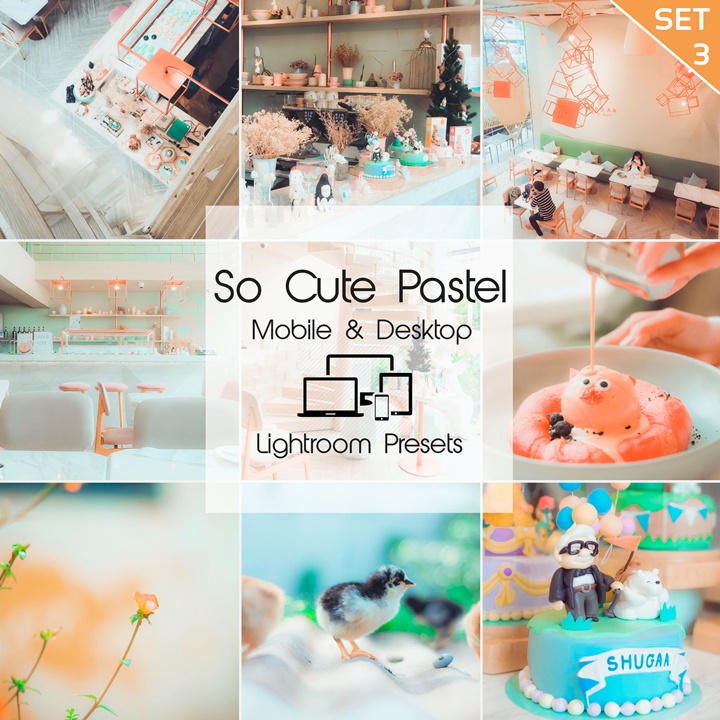 SET
3
So Cute Pastel
Mobile & Desktop
Lightroom Presets
SHUGAA